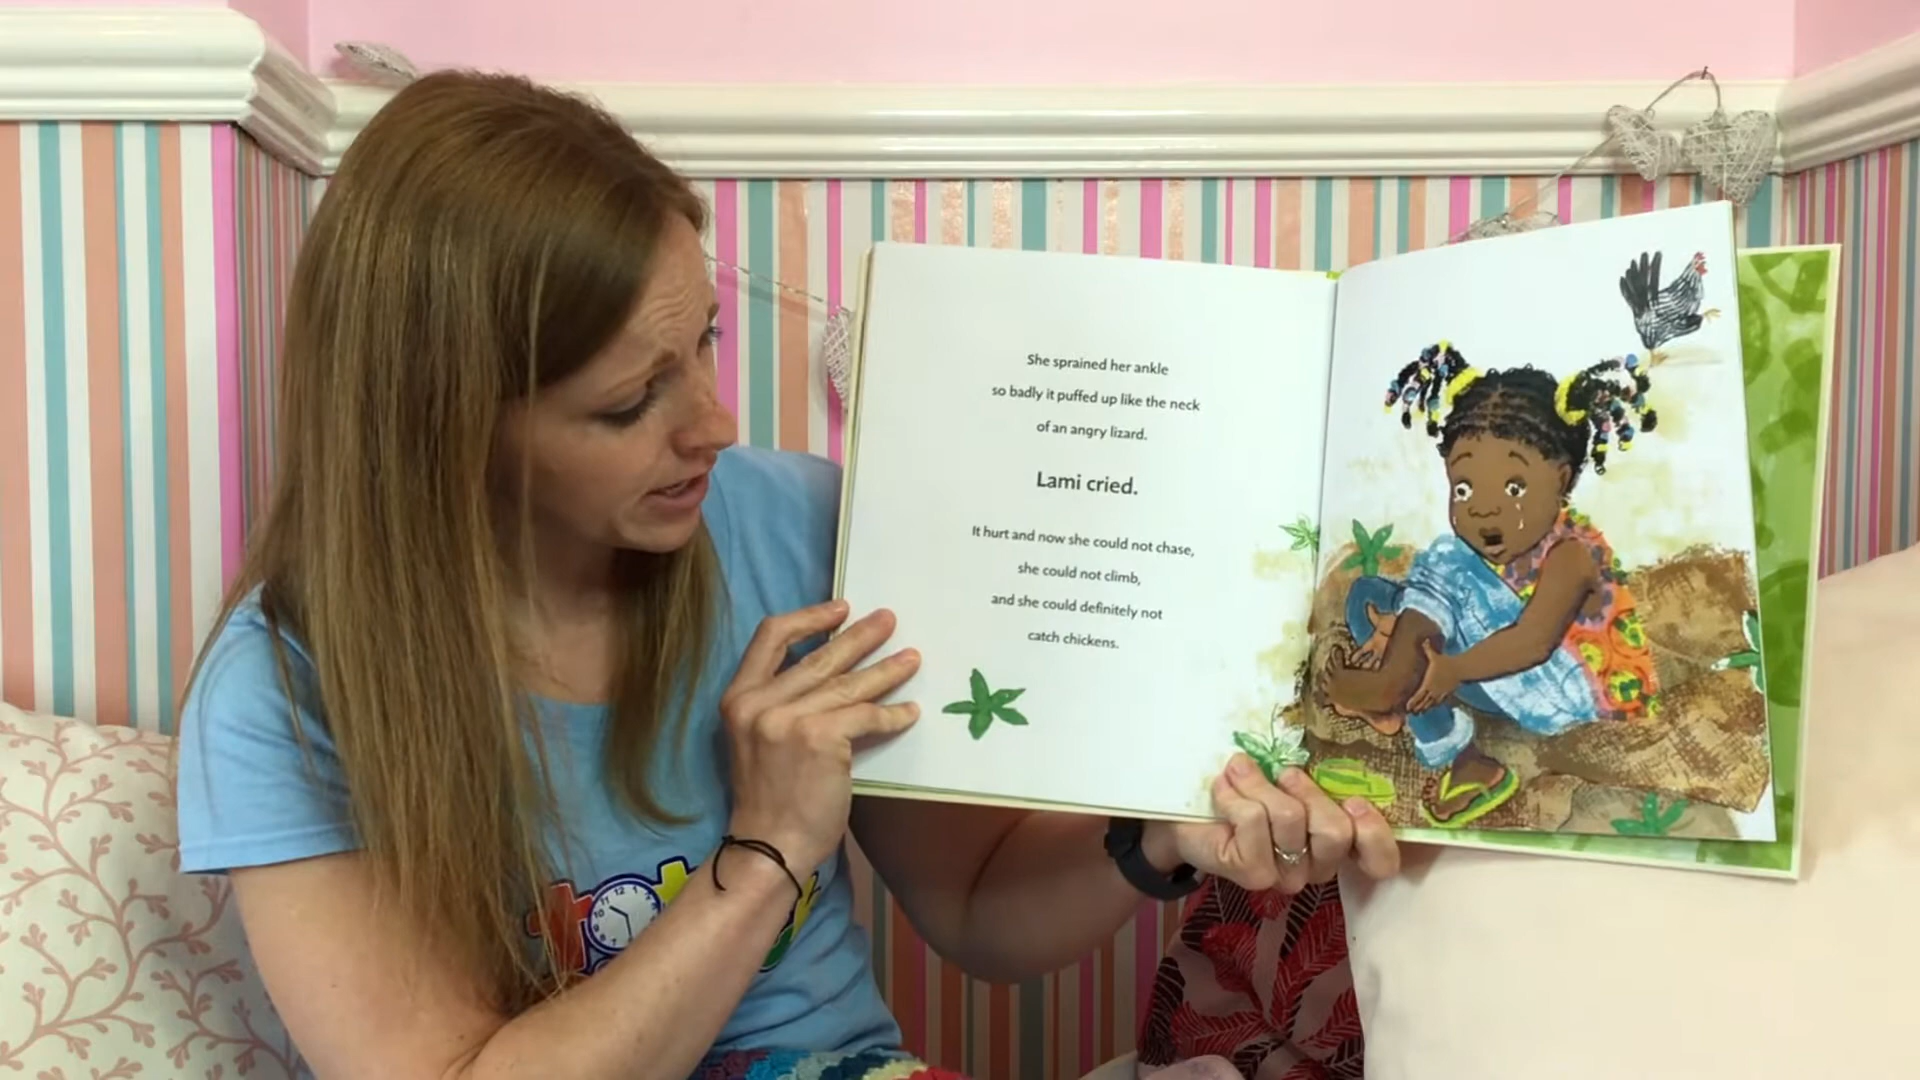 She sprained her ankle
so badly it puffed up like the neck
of an angry lizard.
Lami cried.
It hurt and now she could not chase,
she could not climb,
and she could definitely not
catch chickens.